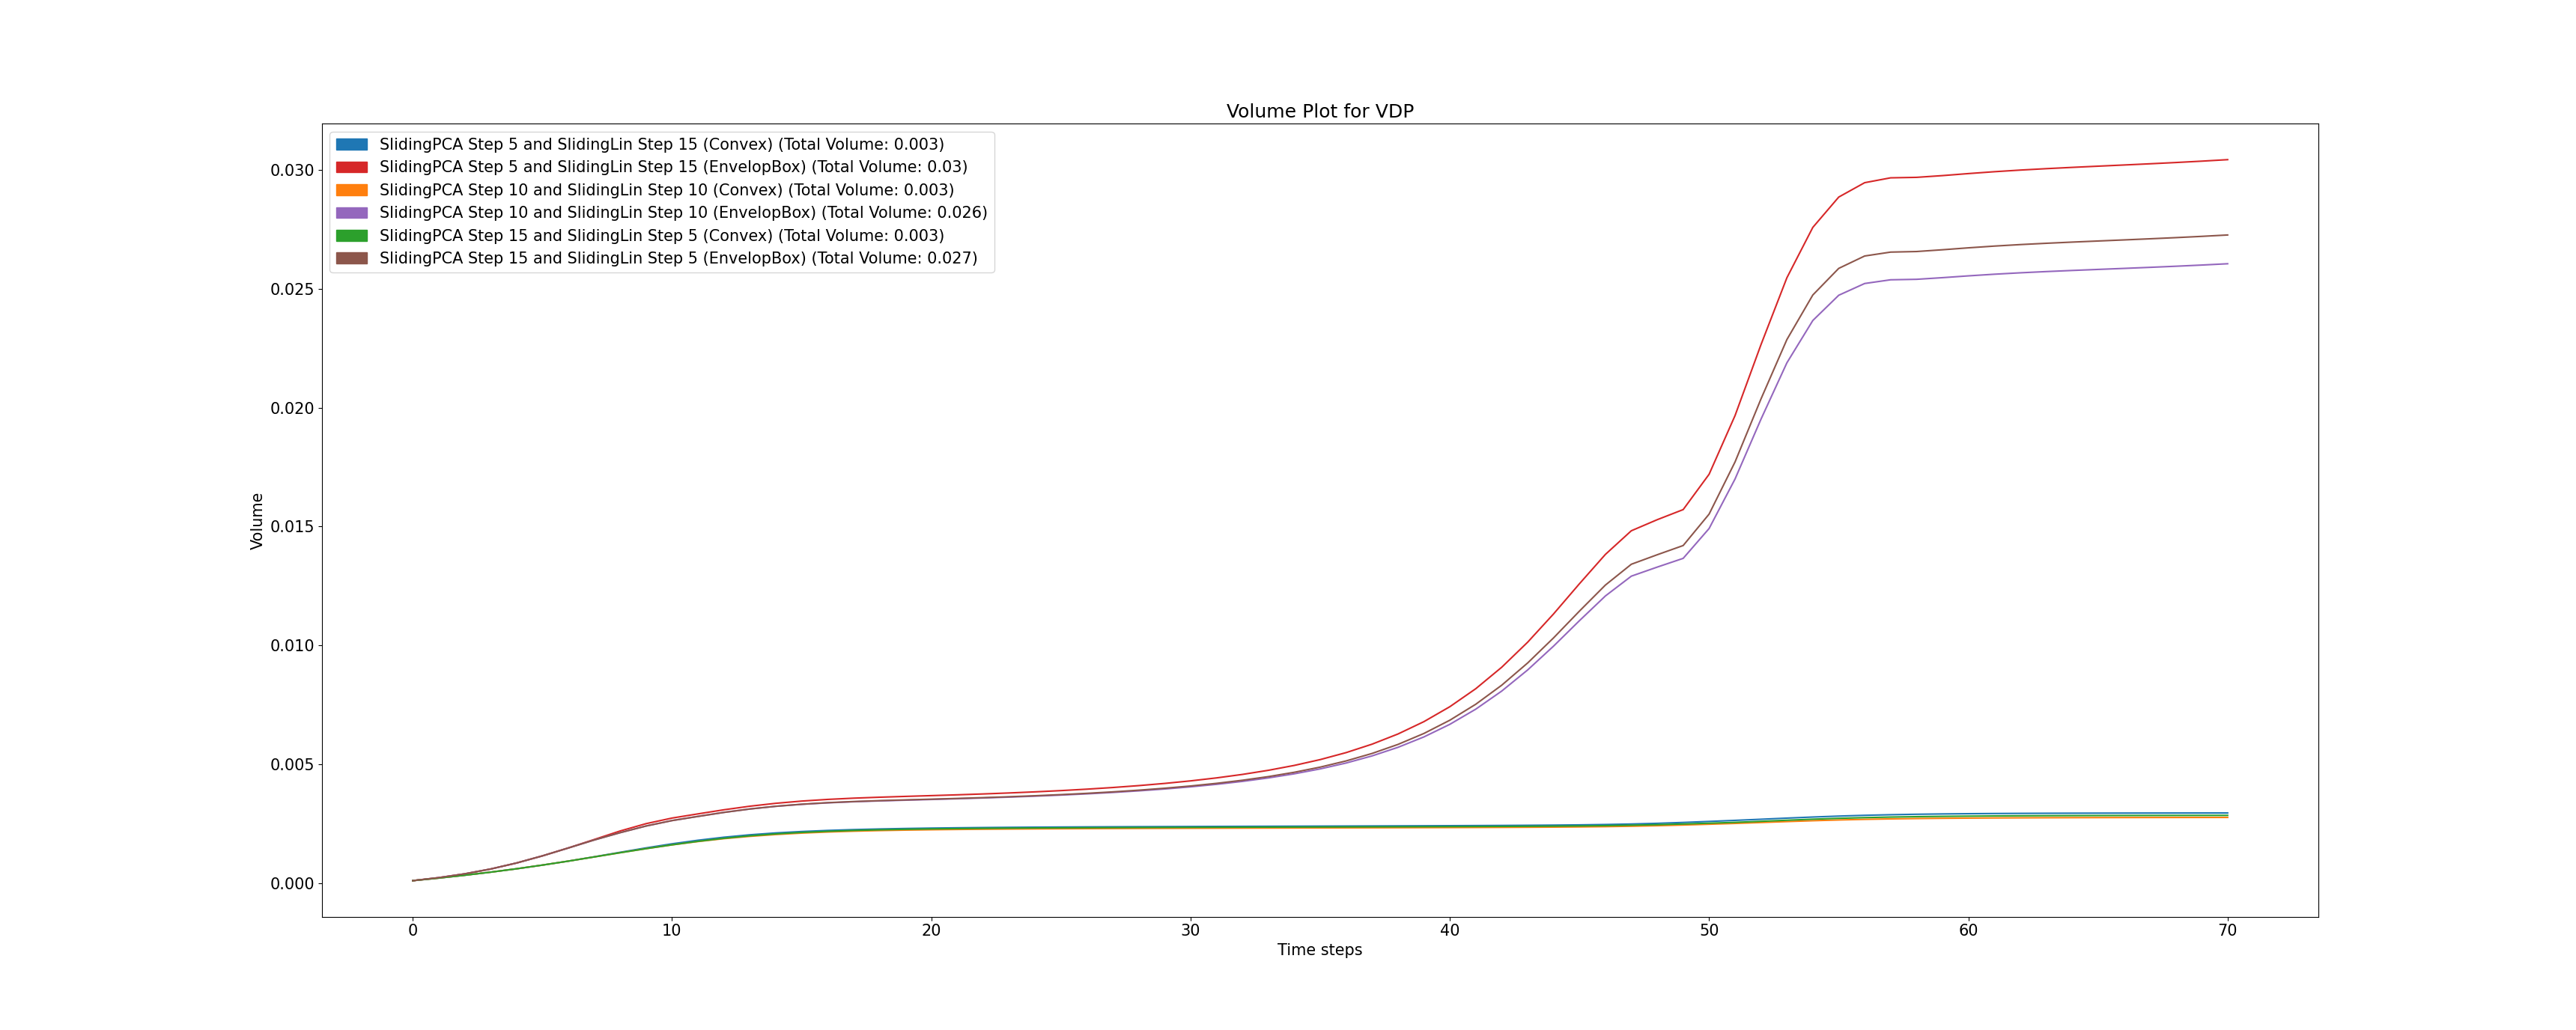 Volume Plot for VDP
SlidingPCA Step 5 and SlidingLin Step 15 (Convex) (Total Volume: 0.003)
SlidingPCA Step 5 and SlidingLin Step 15 (EnvelopBox) (Total Volume: 0.03)
SlidingPCA Step 10 and SlidingLin Step 10 (Convex) (Total Volume: 0.003)
SlidingPCA Step 10 and SlidingLin Step 10 (EnvelopBox) (Total Volume: 0.026)
SlidingPCA Step 15 and SlidingLin Step 5 (Convex) (Total Volume: 0.003)
SlidingPCA Step 15 and SlidingLin Step 5 (EnvelopBox) (Total Volume: 0.027)
0.030
0.025
0.020
0.015
0.010
0.005
0.000
Volume
0 10 20 30 40 50 60 70
Time steps